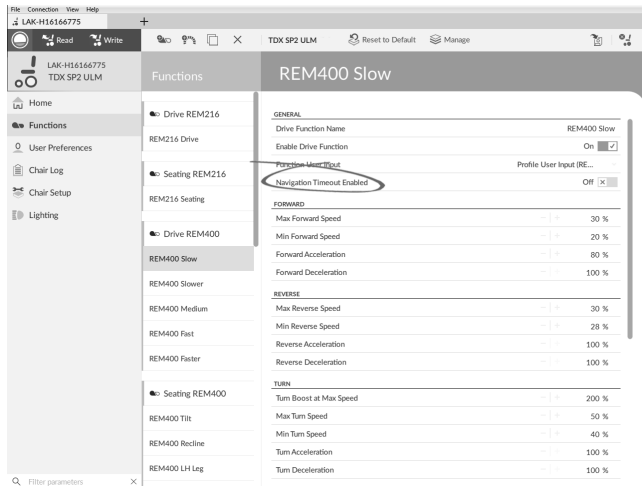 File Connection View Help
LAK-H16166775 +
Read Write TDX SP2 ULM Reset to Default Manage
LAK-H16166775
TDX SP2 ULM
Home
Functions
User Preferences
Chair Log
Chair Setup
Lighting
Filter parameters
Functions
Drive REM216
REM216 Drive
Seating REM216
REM216 Seating
Drive REM400
REM400 Slow
REM400 Slower
REM400 Medium
REM400 Fast
REM400 Faster
Seating REM400
REM400 Tilt
REM400 Recline
REM400 LH Leg
REM400 Slow
GENERAL
Drive Function Name REM400 Slow
Enable Drive Function On
Function User Input Profile User Input (RE...
Navigation Timeout Enabled Off
FORWARD
Max Forward Speed - + 30 %
Min Forward Speed - + 20 %
Forward Acceleration - + 80 %
Forward Deceleration - + 100 %
REVERSE
Max Reverse Speed - + 30 %
Min Reverse Speed - + 28 %
Reverse Acceleration - + 100 %
Reverse Deceleration - + 100 %
TURN
Turn Boost at Max Speed - + 200 %
Max Turn Speed - + 50 %
Min Turn Speed - + 40 %
Turn Acceleration - + 100 %
Turn Deceleration - + 100 %